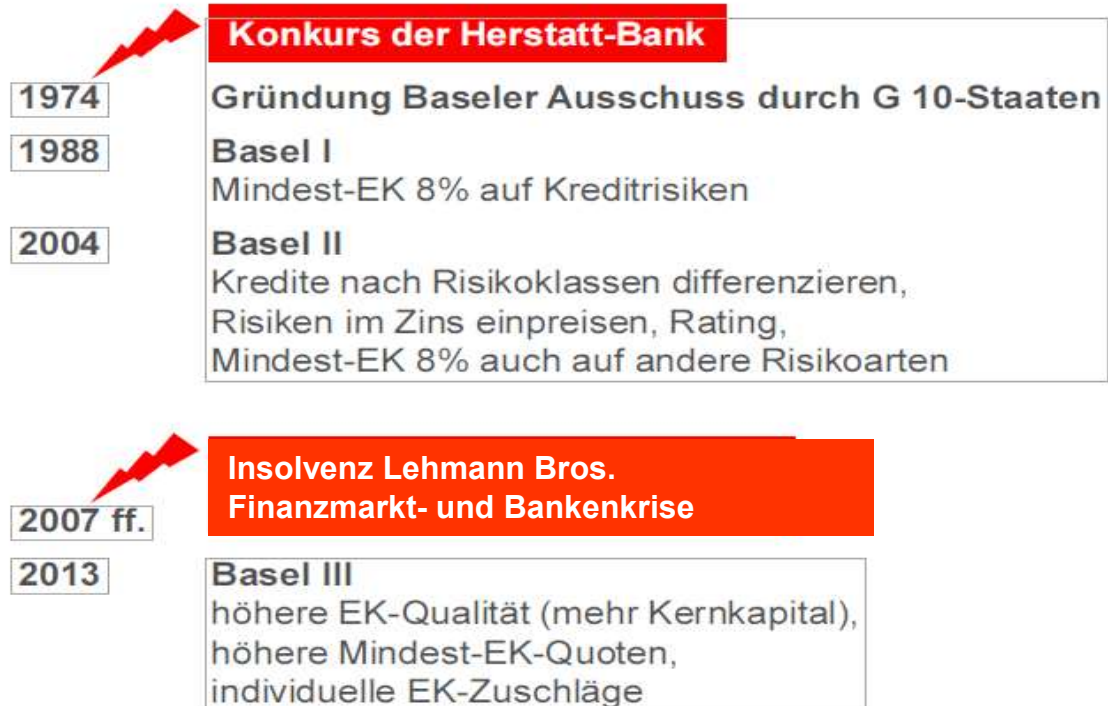 Konkurs der Herstatt-Bank
1974 Gründung Baseler Ausschuss durch G 10-Staaten
1988 Basel I
Mindest-EK 8% auf Kreditrisiken
2004 Basel II
Kredite nach Risikoklassen differenzieren,
Risiken im Zins einpreisen, Rating,
Mindest-EK 8% auch auf andere Risikoarten
Insolvenz Lehmann Bros.
Finanzmarkt- und Bankenkrise
2007 ff.
2013 Basel III
höhere EK-Qualität (mehr Kernkapital),
höhere Mindest-EK-Quoten,
individuelle EK-Zuschläge